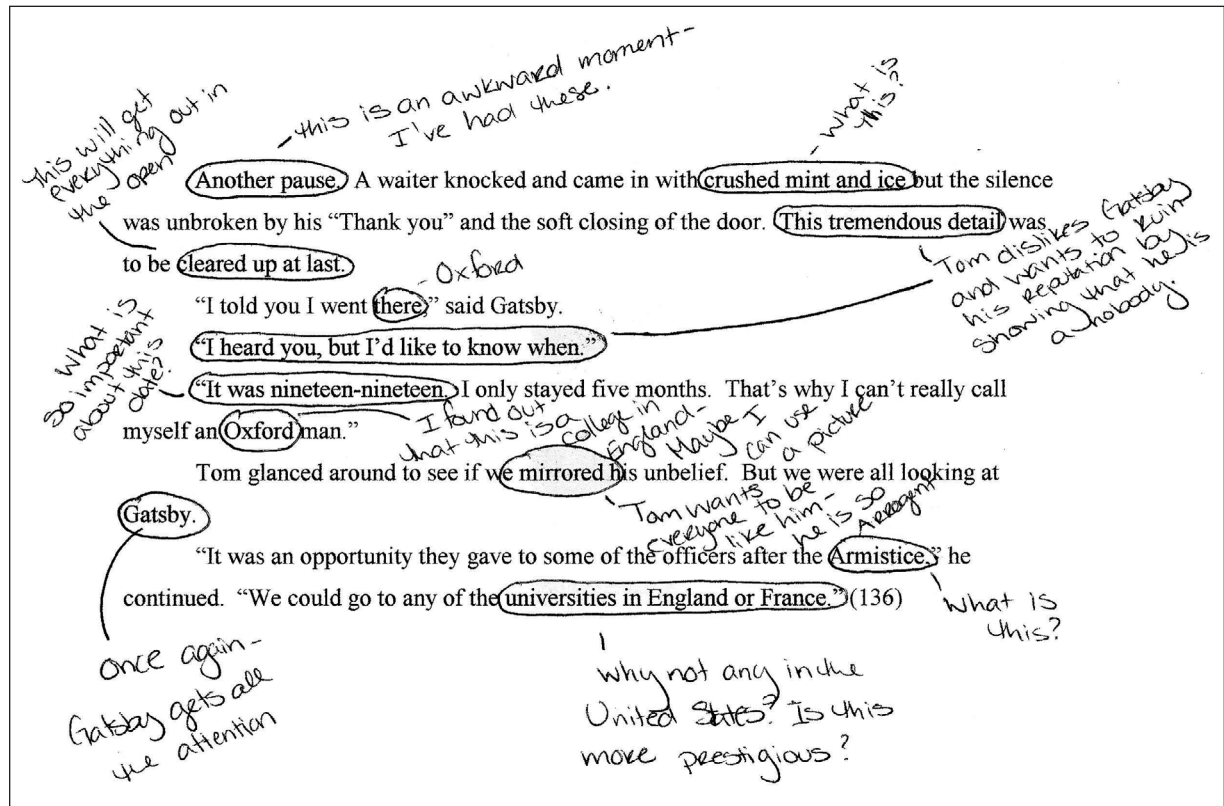 this is an awkward moment-
I've had these.
- what is
this?
This will get
everything out in
the open
Another pause. A waiter knocked and came in with crushed mint and ice but the silence
was unbroken by his “Thank you” and the soft closing of the door. This tremendous detail was
to be cleared up at last.
Tom dislikes Gatsby
and wants to ruin
his reputation by
showing that he is
a nobody.
- Oxford
“I told you I went there,” said Gatsby.
“I heard you, but I’d like to know when.”
What is
so important
about this
date?
“It was nineteen-nineteen. I only stayed five months. That’s why I can’t really call
myself an Oxford man.”
I found out
that this is a
college in
England-
Maybe I
can use
a picture
Tom glanced around to see if we mirrored his unbelief. But we were all looking at
Gatsby.
Tom wants
everyone to be
like him-
he is so
Arrogent
“It was an opportunity they gave to some of the officers after the Armistice,” he
continued. “We could go to any of the universities in England or France.” (136)
what is
this?
once again-
Gatsby gets all
the attention
why not any in the
United States? Is this
more prestigious?